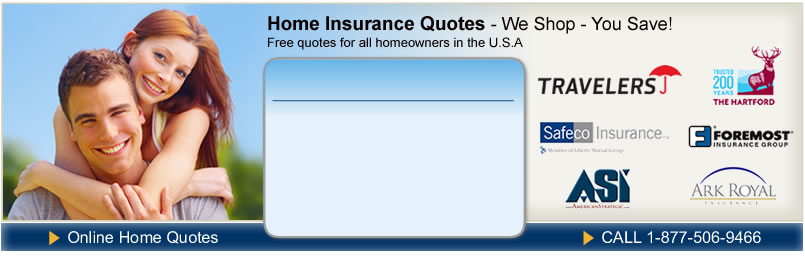 Home Insurance Quotes - We Shop - You Save!
Free quotes for all homeowners in the U.S.A
TRAVELERS
TRUSTED
200
YEARS
THE HARTFORD
Safeco Insurance
Member of Liberty Mutual Group
F FOREMOST
INSURANCE GROUP
ASI
AMERICAN STRATEGIC
ARK ROYAL
INSURANCE
Online Home Quotes
CALL 1-877-506-9466